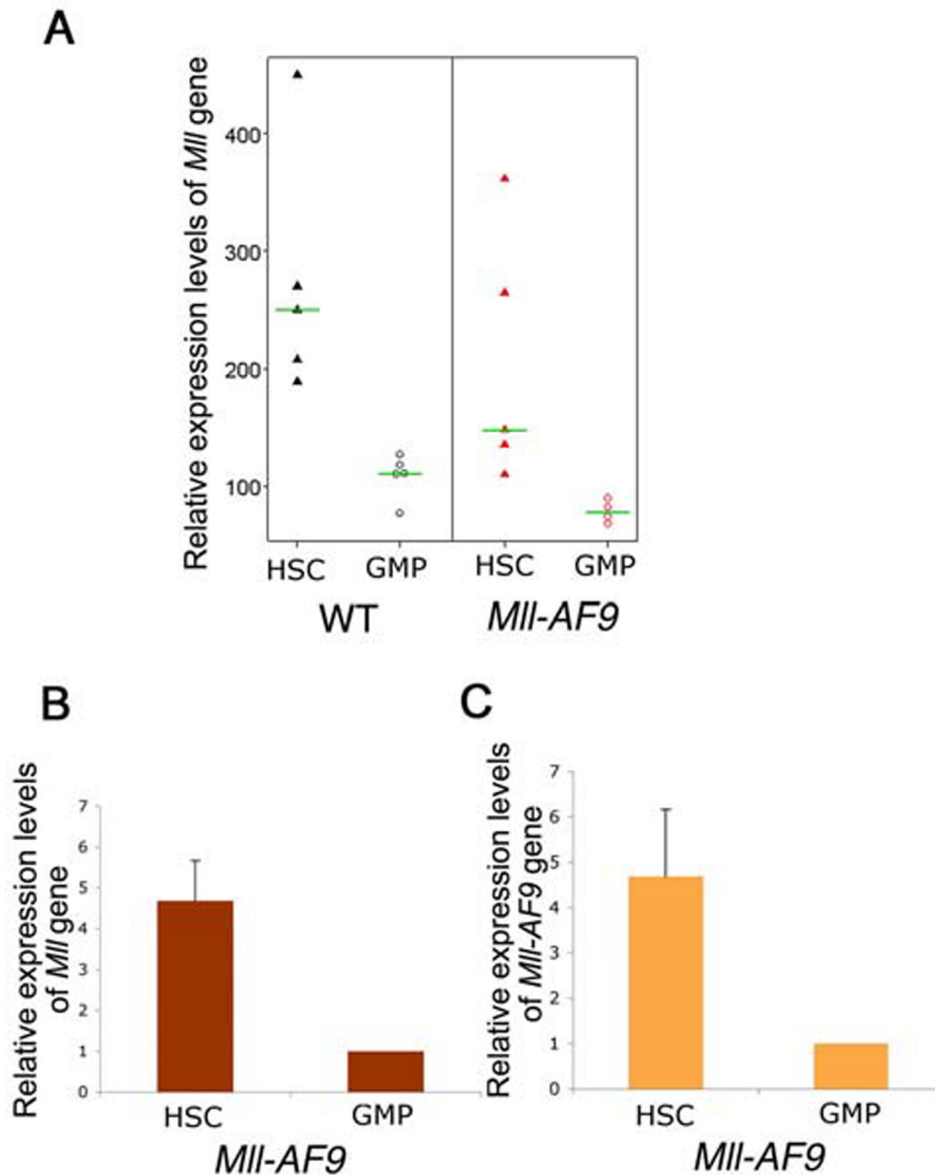 A
Relative expression levels of Mll gene
400
300
200
100
HSC GMP HSC GMP
WT Mll-AF9
B
Relative expression levels
of Mll gene
7
6
5
4
3
2
1
0
HSC GMP
Mll-AF9
C
Relative expression levels
of Mll-AF9 gene
7
6
5
4
3
2
1
0
HSC GMP
Mll-AF9